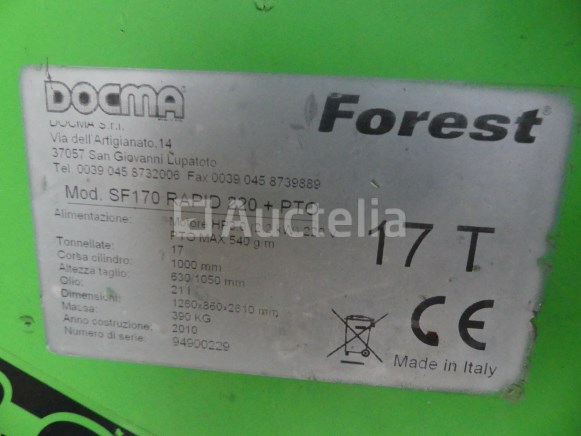 DOCMA
Forest®
DOCMA S.r.l.
Via dell'Artigianato,14
37057 San Giovanni Lupatoto
Tel. 0039 045 8732006 Fax 0039 045 8739889
Mod. SF170 RAPID 220 + PTO
Auctelia
Alimentazione:
PTO MAX 540 g/m
Tonnellate: 17
Corsa cilindro: 1000 mm
Altezza taglio: 630/1050 mm
Olio: 21 l
Dimensioni: 1250x860x2510 mm
Massa: 390 KG
Anno costruzione: 2010
Numero di serie: 94900229
17 T
CE
Made in Italy